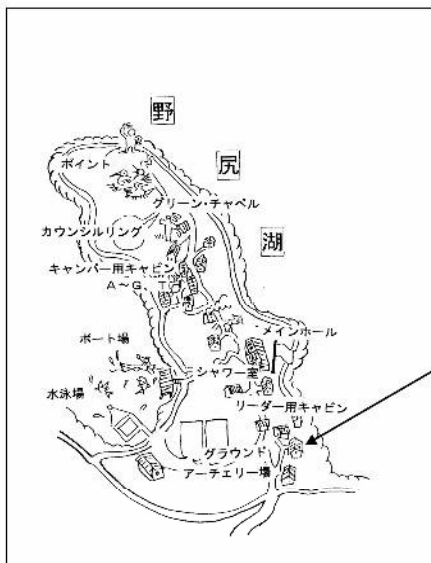 野
尻
湖
ポイント
グリーン・チャペル
カウンシルリング
キャンパー用キャビン
A〜G、T
メインホール
ボート場
シャワー室
水泳場
リーダー用キャビン
グラウンド
アーチェリー場